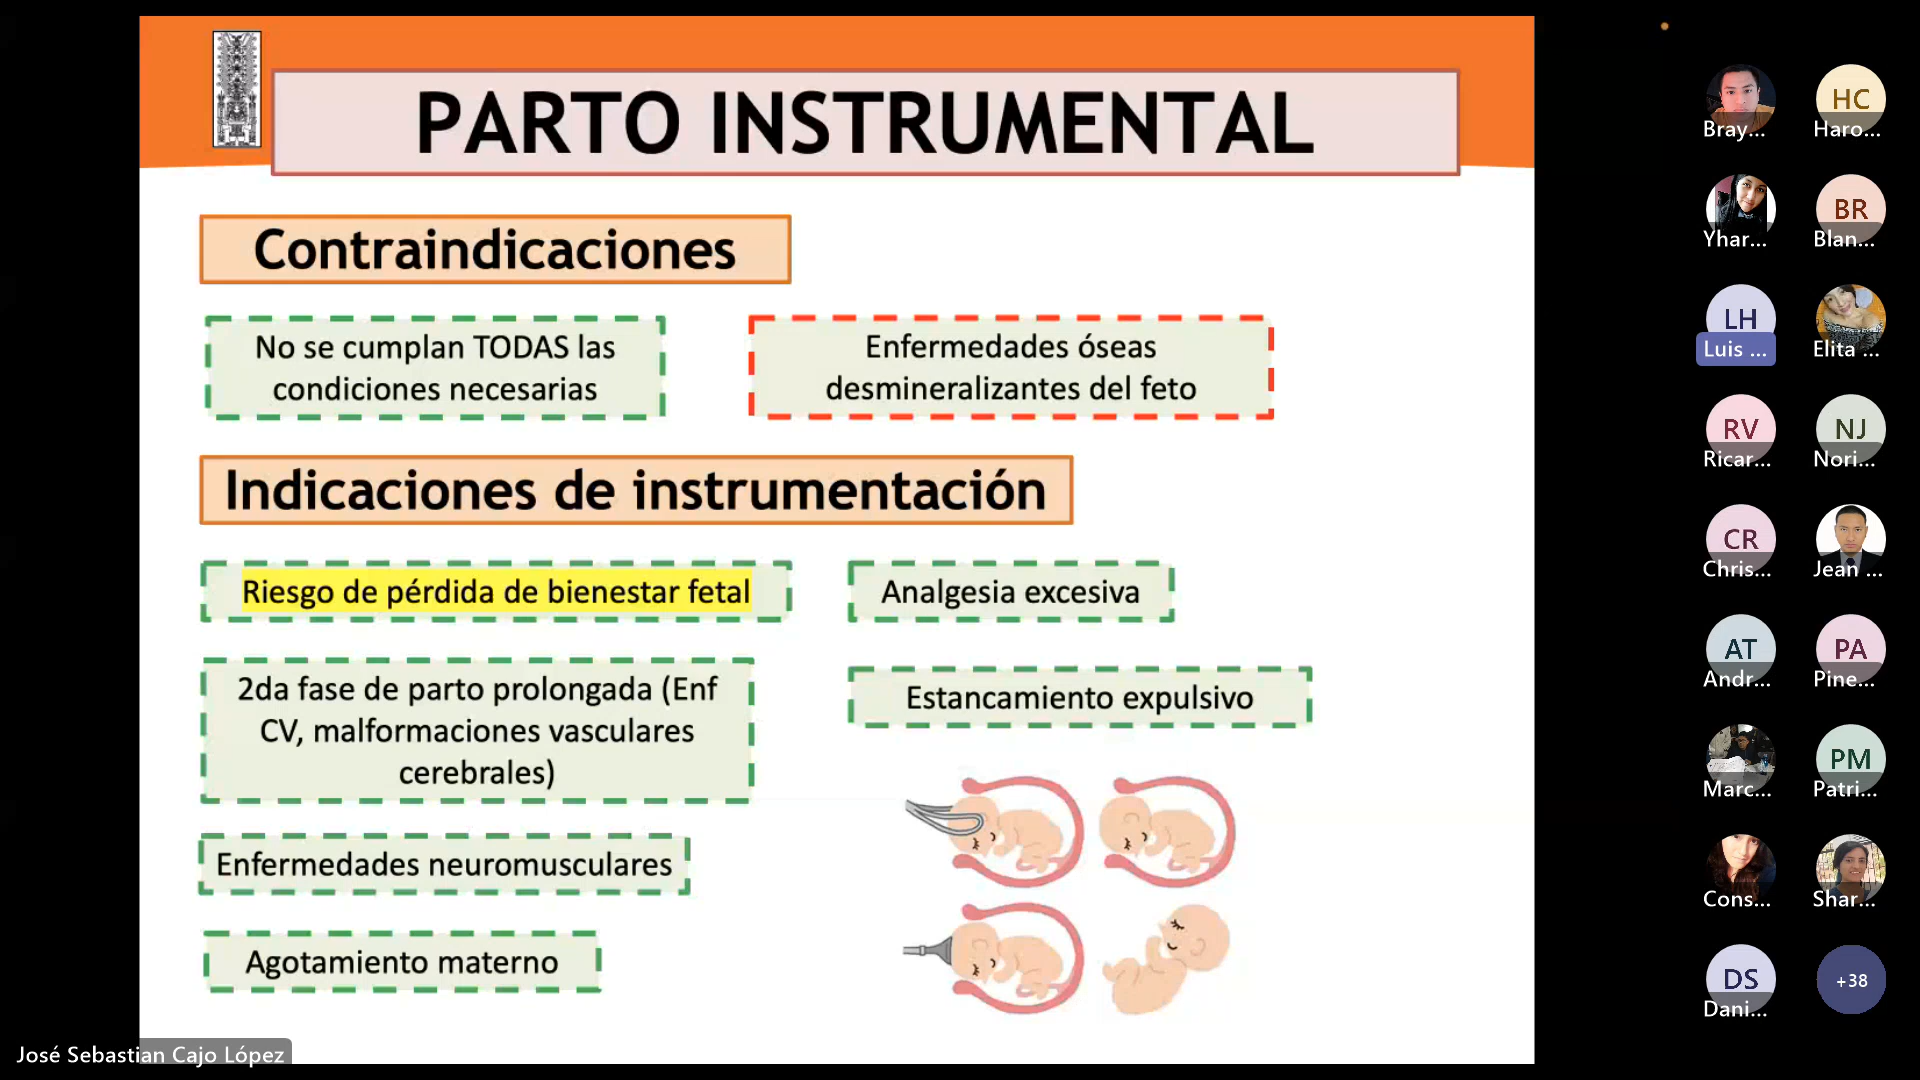 PARTO INSTRUMENTAL
Contraindicaciones
No se cumplan TODAS las
condiciones necesarias
Enfermedades óseas
desmineralizantes del feto
Indicaciones de instrumentación
Riesgo de pérdida de bienestar fetal
Analgesia excesiva
2da fase de parto prolongada (Enf
CV, malformaciones vasculares
cerebrales)
Estancamiento expulsivo
Enfermedades neuromusculares
Agotamiento materno
José Sebastian Cajo López
Bray...
HC
Haro...
Yhar...
BR
Blan...
LH
Luis ...
Elita ...
RV
Ricar...
NJ
Nori...
CR
Chris...
Jean ...
AT
Andr...
PA
Pine...
Marc...
PM
Patri...
Cons...
Shar...
DS
Dani...
+38